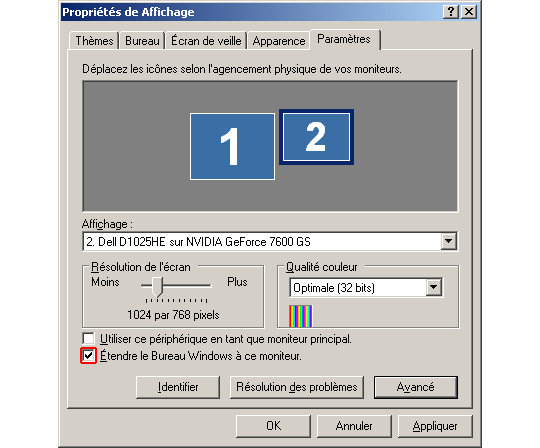 Propriétés de Affichage
Thèmes Bureau Écran de veille Apparence Paramètres
Déplacez les icônes selon l'agencement physique de vos moniteurs.
1 2
Affichage :
2. Dell D1025HE sur NVIDIA GeForce 7600 GS
Résolution de l'écran
Moins Plus
1024 par 768 pixels
Qualité couleur
Optimale (32 bits)
Utiliser ce périphérique en tant que moniteur principal.
Étendre le Bureau Windows à ce moniteur.
Identifier Résolution des problèmes Avancé
OK Annuler Appliquer